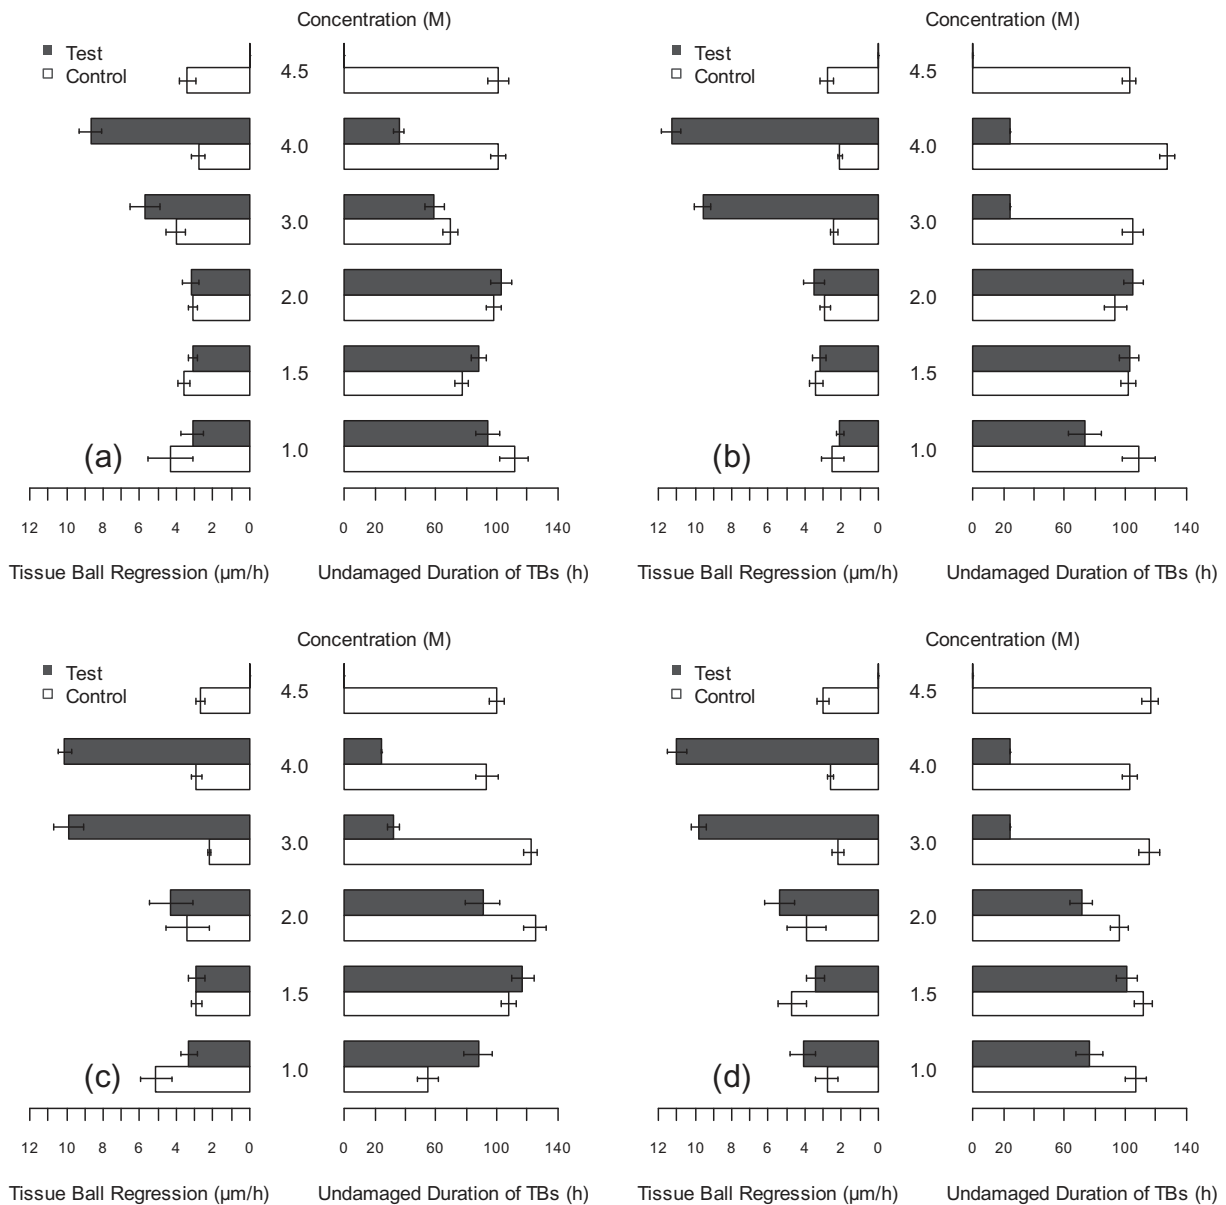 Concentration (M)
Test
Control
4.5
4.0
3.0
2.0
1.5
1.0
(a)
12 10 8 6 4 2 0
0 20 60 100 140
Tissue Ball Regression (µm/h)
Undamaged Duration of TBs (h)
Concentration (M)
Test
Control
4.5
4.0
3.0
2.0
1.5
1.0
(b)
12 10 8 6 4 2 0
0 20 60 100 140
Tissue Ball Regression (µm/h)
Undamaged Duration of TBs (h)
Concentration (M)
Test
Control
4.5
4.0
3.0
2.0
1.5
1.0
(c)
12 10 8 6 4 2 0
0 20 60 100 140
Tissue Ball Regression (µm/h)
Undamaged Duration of TBs (h)
Concentration (M)
Test
Control
4.5
4.0
3.0
2.0
1.5
1.0
(d)
12 10 8 6 4 2 0
0 20 60 100 140
Tissue Ball Regression (µm/h)
Undamaged Duration of TBs (h)